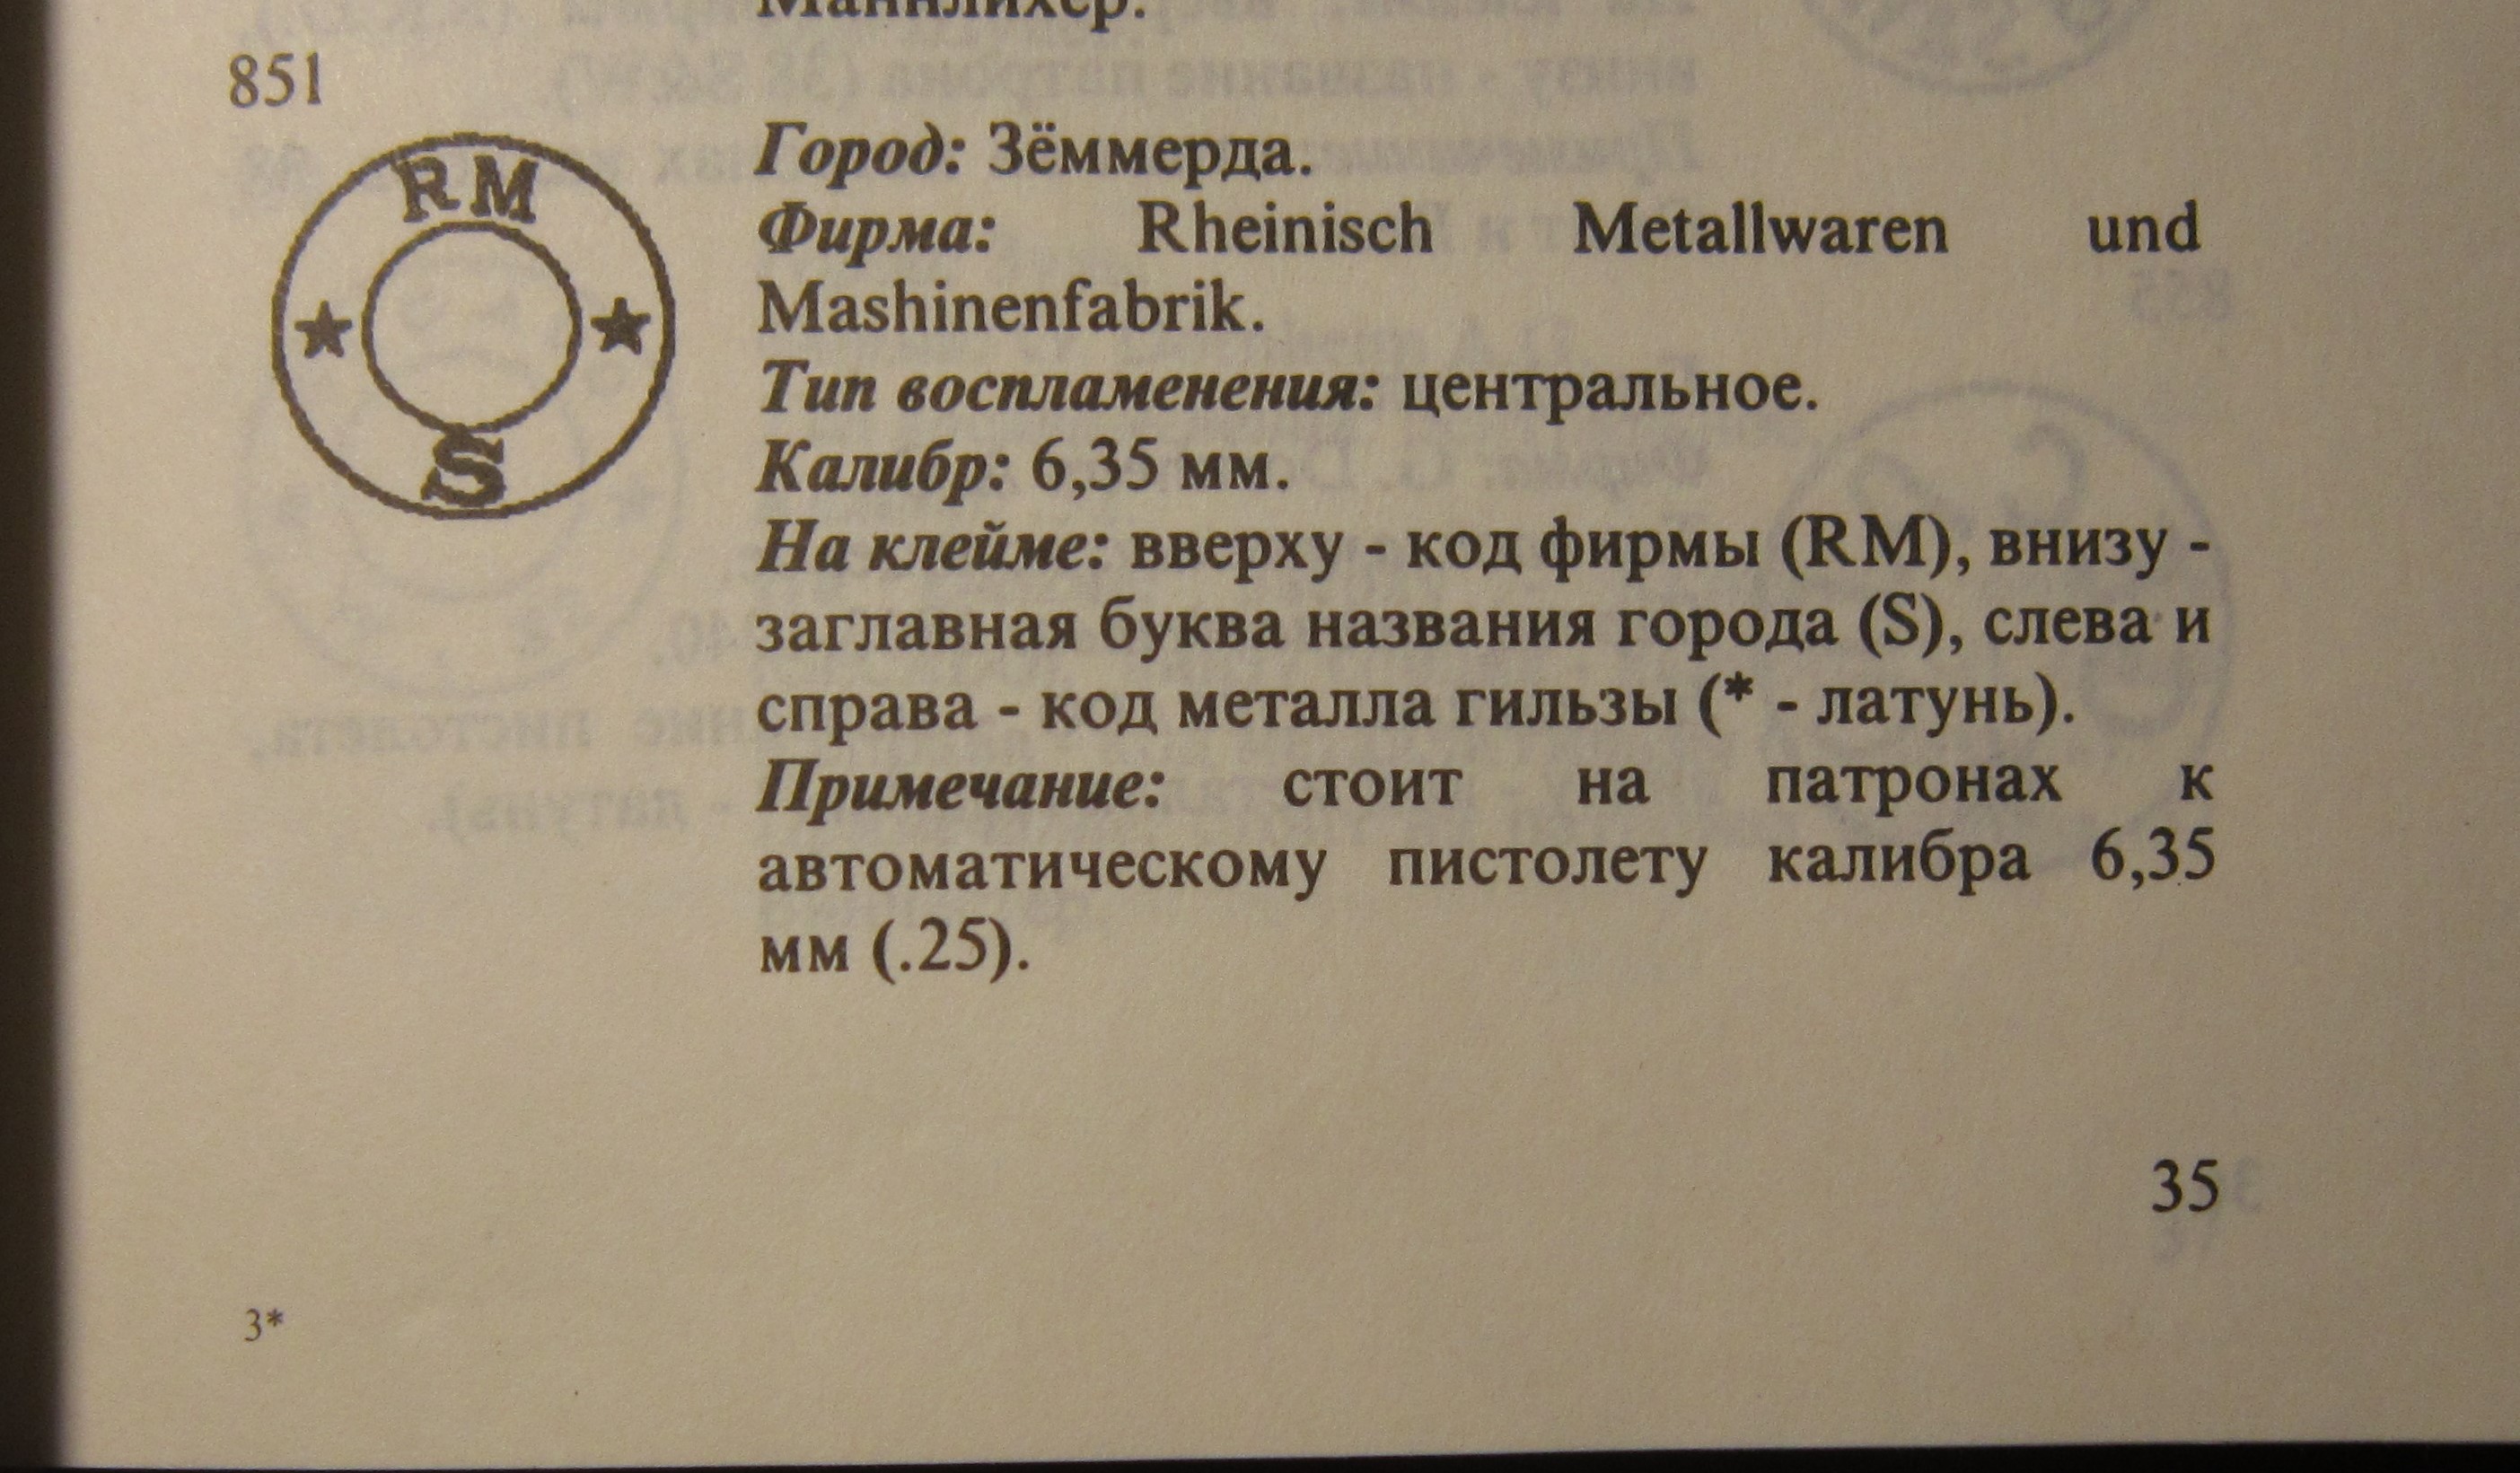 Маннлихер.
851
RM
★ ★
S
Город: Зёммерда.
Фирма: Rheinisch Metallwaren und
Mashinenfabrik.
Тип воспламенения: центральное.
Калибр: 6,35 мм.
На клейме: вверху - код фирмы (RM), внизу -
заглавная буква названия города (S), слева и
справа - код металла гильзы (* - латунь).
Примечание: стоит на патронах к
автоматическому пистолету калибра 6,35
мм (.25).
35
3*